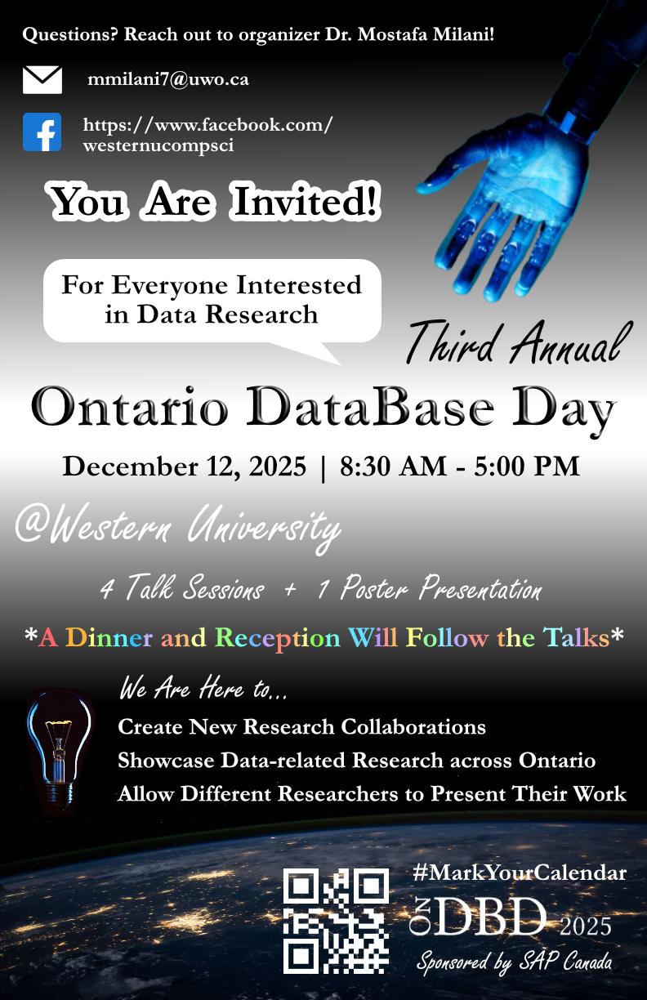 Questions? Reach out to organizer Dr. Mostafa Milani!
mmilani7@uwo.ca
https://www.facebook.com/
westernucompsci
You Are Invited!
For Everyone Interested
in Data Research
Third Annual
Ontario DataBase Day
December 12, 2025 | 8:30 AM - 5:00 PM
@Western University
4 Talk Sessions + 1 Poster Presentation
*A Dinner and Reception Will Follow the Talks*
We Are Here to...
Create New Research Collaborations
Showcase Data-related Research across Ontario
Allow Different Researchers to Present Their Work
#MarkYourCalendar
ON DBD 2025
Sponsored by SAP Canada